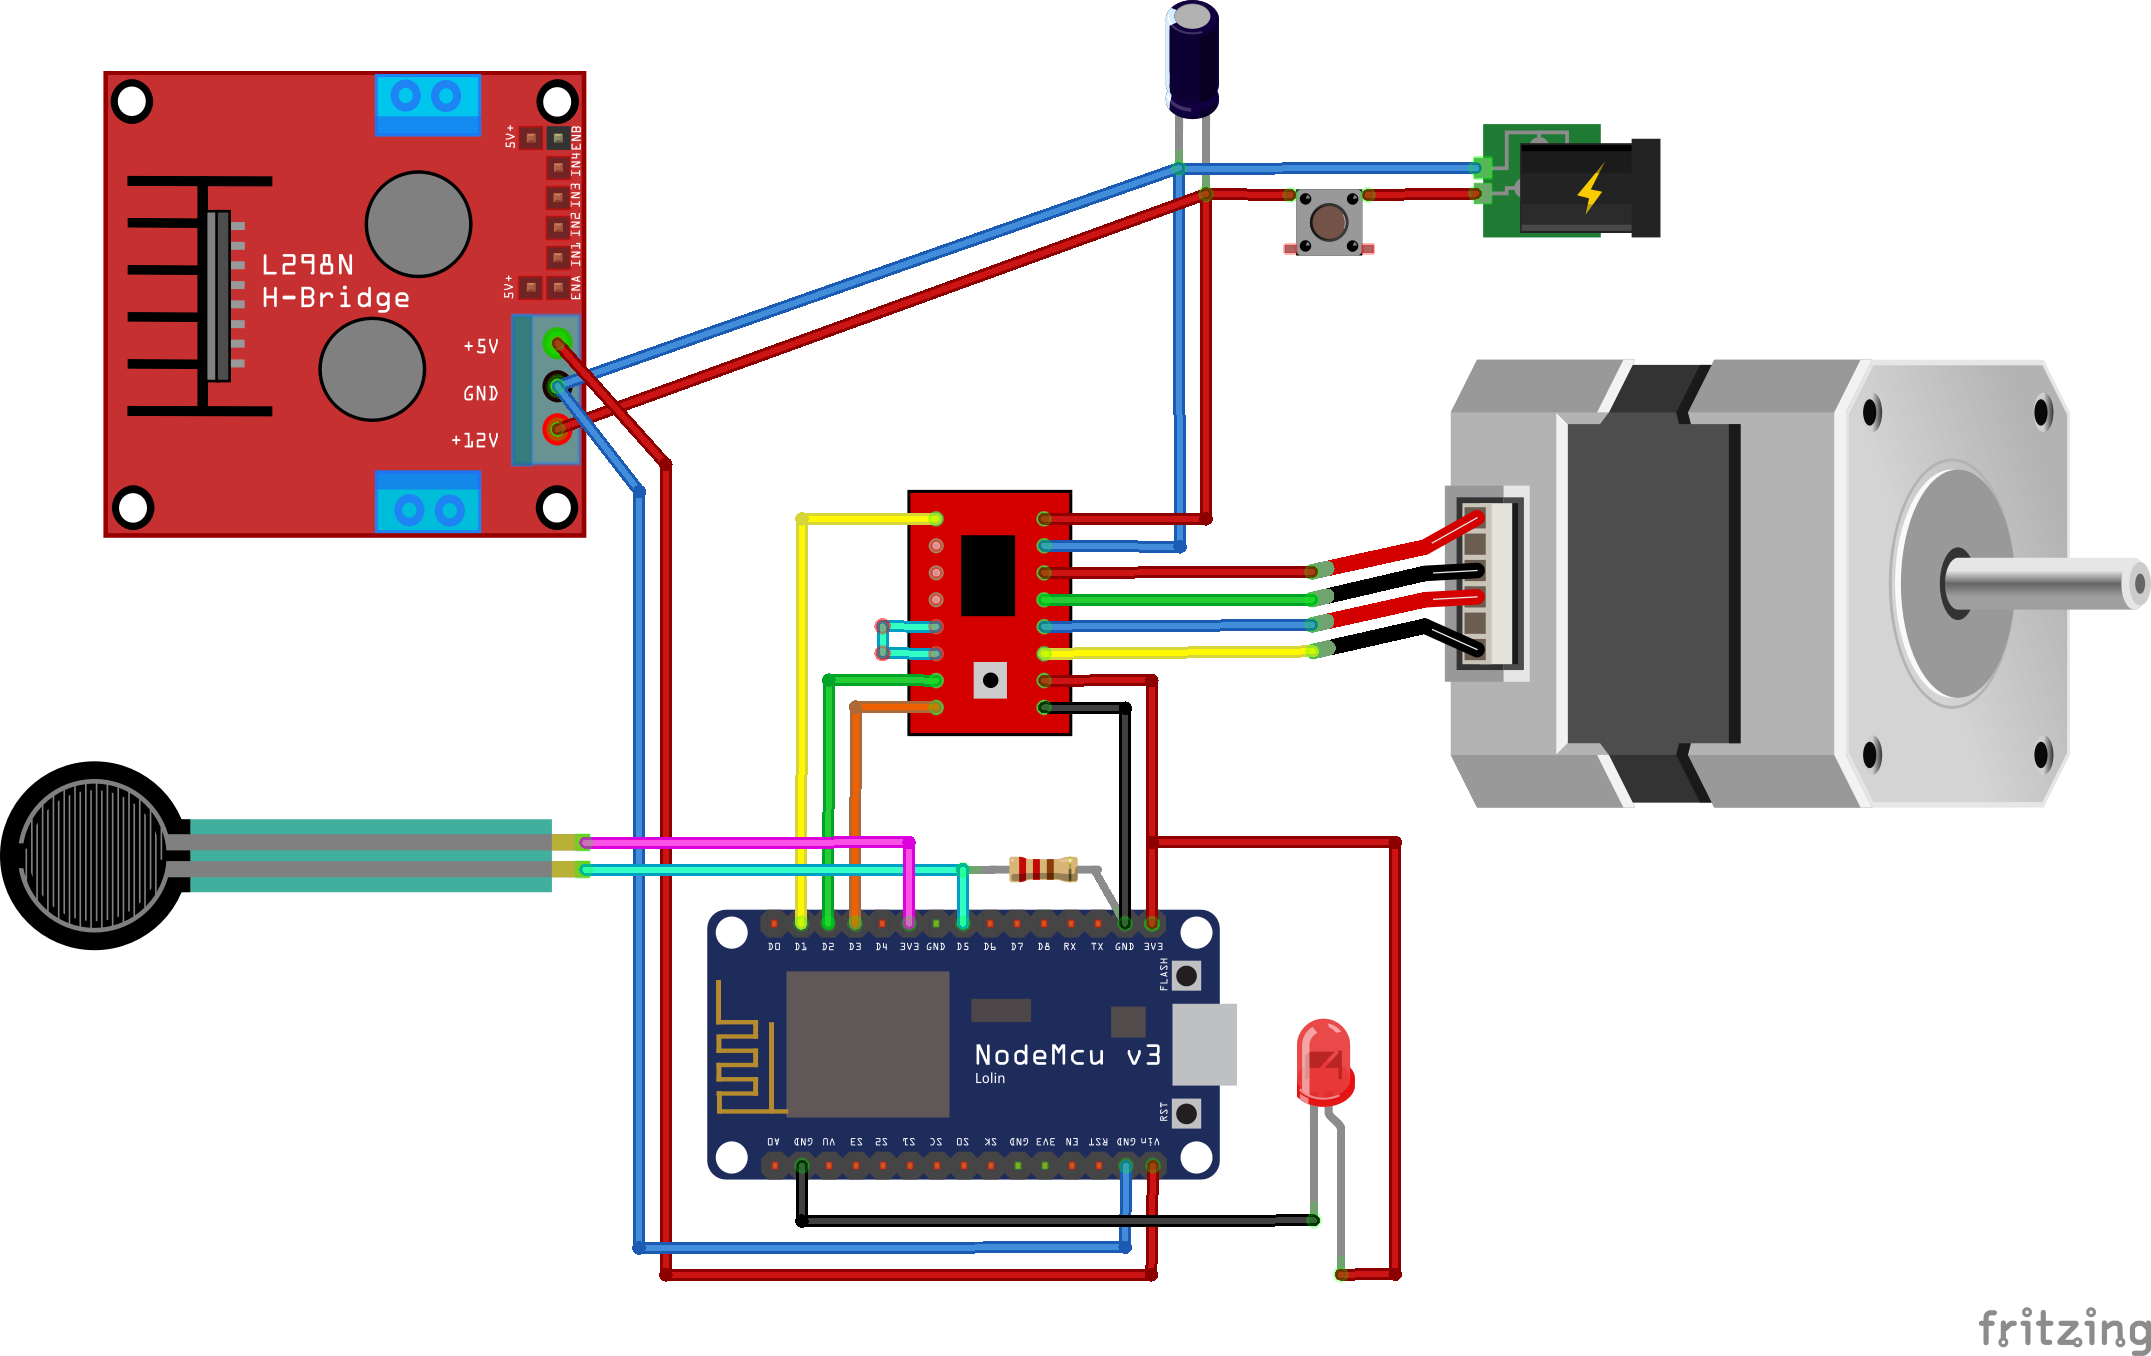 5V+
ENB
IN4
IN3
IN2
IN1
5V+
ENA
L298N
H-Bridge
+5V
GND
+12V
D0 D1 D2 D3 D4 3V3 GND D5 D6 D7 D8 RX TX GND 3V3
FLASH
NodeMcu v3
Lolin
RST
A0 GND VU S3 S2 S1 SC SO SK GND 3V3 EN RST GND Vin
fritzing